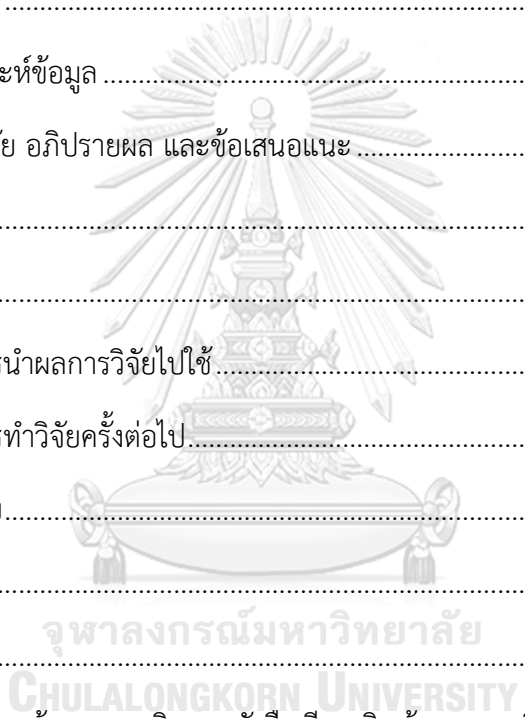 ........................................
ะห์ข้อมูล ........................................
ัย อภิปรายผล และข้อเสนอแนะ ........................................
........................................
........................................
รนำผลการวิจัยไปใช้ ........................................
รทำวิจัยครั้งต่อไป ........................................
........................................
........................................
จุฬาลงกรณ์มหาวิทยาลัย
........................................
CHULALONGKORN UNIVERSITY